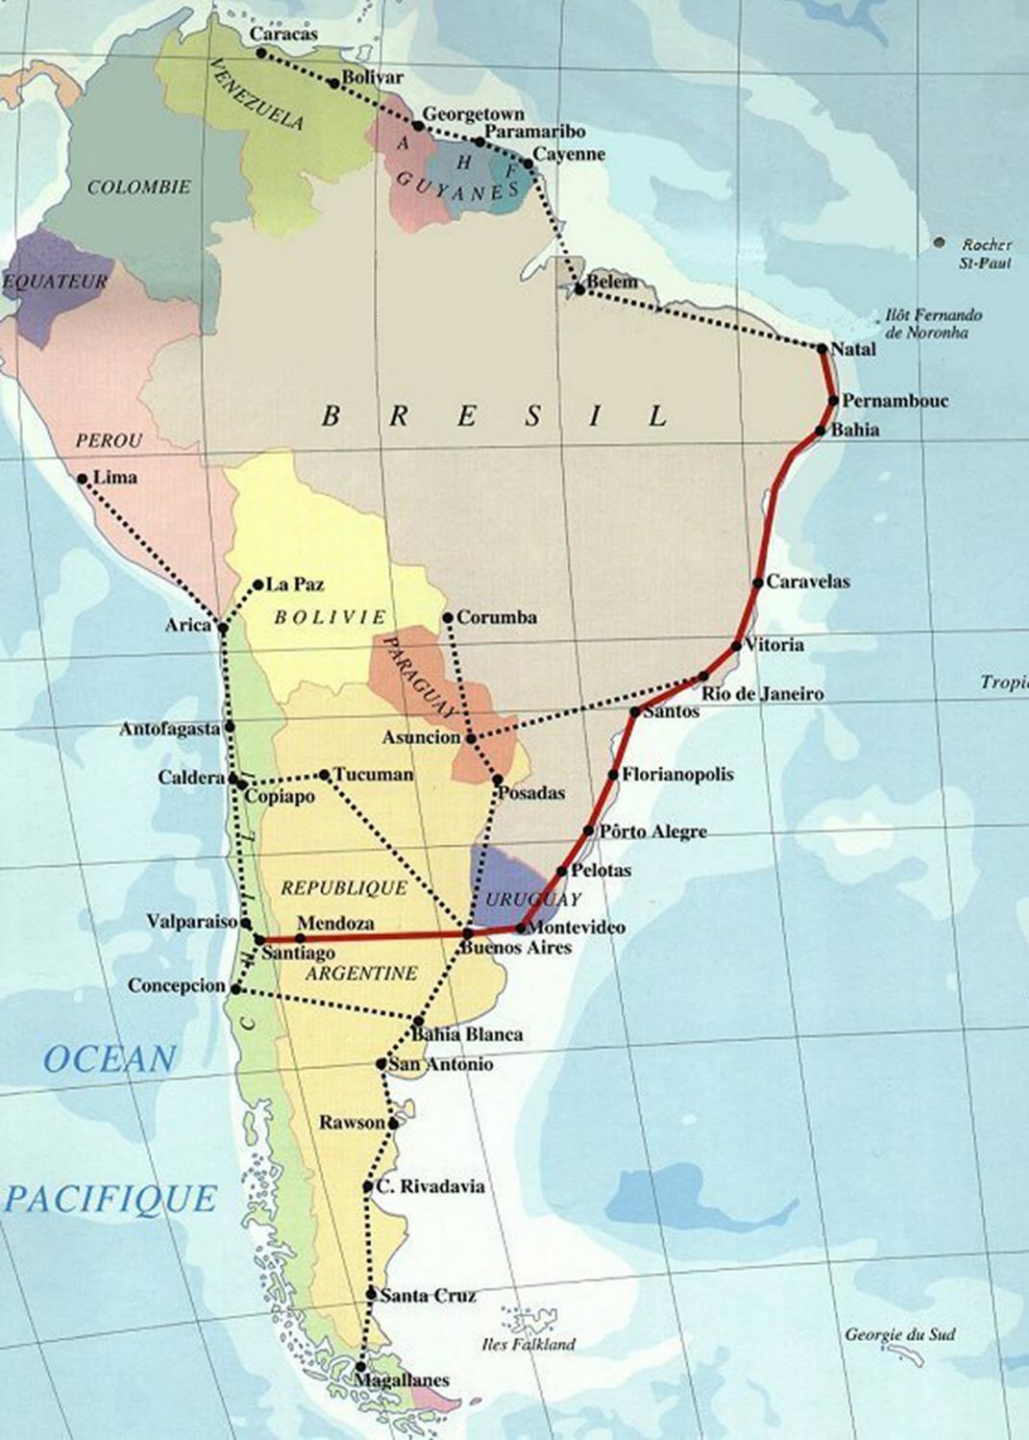 Caracas
Bolivar
VENEZUELA
Georgetown
Paramaribo
Cayenne
A
H
F
S
GUYANES
COLOMBIE
EQUATEUR
Rocher
St-Paul
Belem
Ilôt Fernando
de Noronha
Natal
Pernambouc
Bahia
BRESIL
PEROU
Lima
La Paz
BOLIVIE
Arica
Corumba
Caravelas
Vitoria
PARAGUAY
Rio de Janeiro
Tropi
Santos
Antofagasta
Asuncion
Caldera
Copiapo
Tucuman
Posadas
Florianopolis
Pôrto Alegre
Pelotas
REPUBLIQUE
URUGUAY
Valparaiso
Mendoza
Montevideo
Santiago
Buenos Aires
ARGENTINE
CHILI
Concepcion
Bahia Blanca
OCEAN
San Antonio
Rawson
C. Rivadavia
PACIFIQUE
Santa Cruz
Iles Falkland
Georgie du Sud
Magallanes